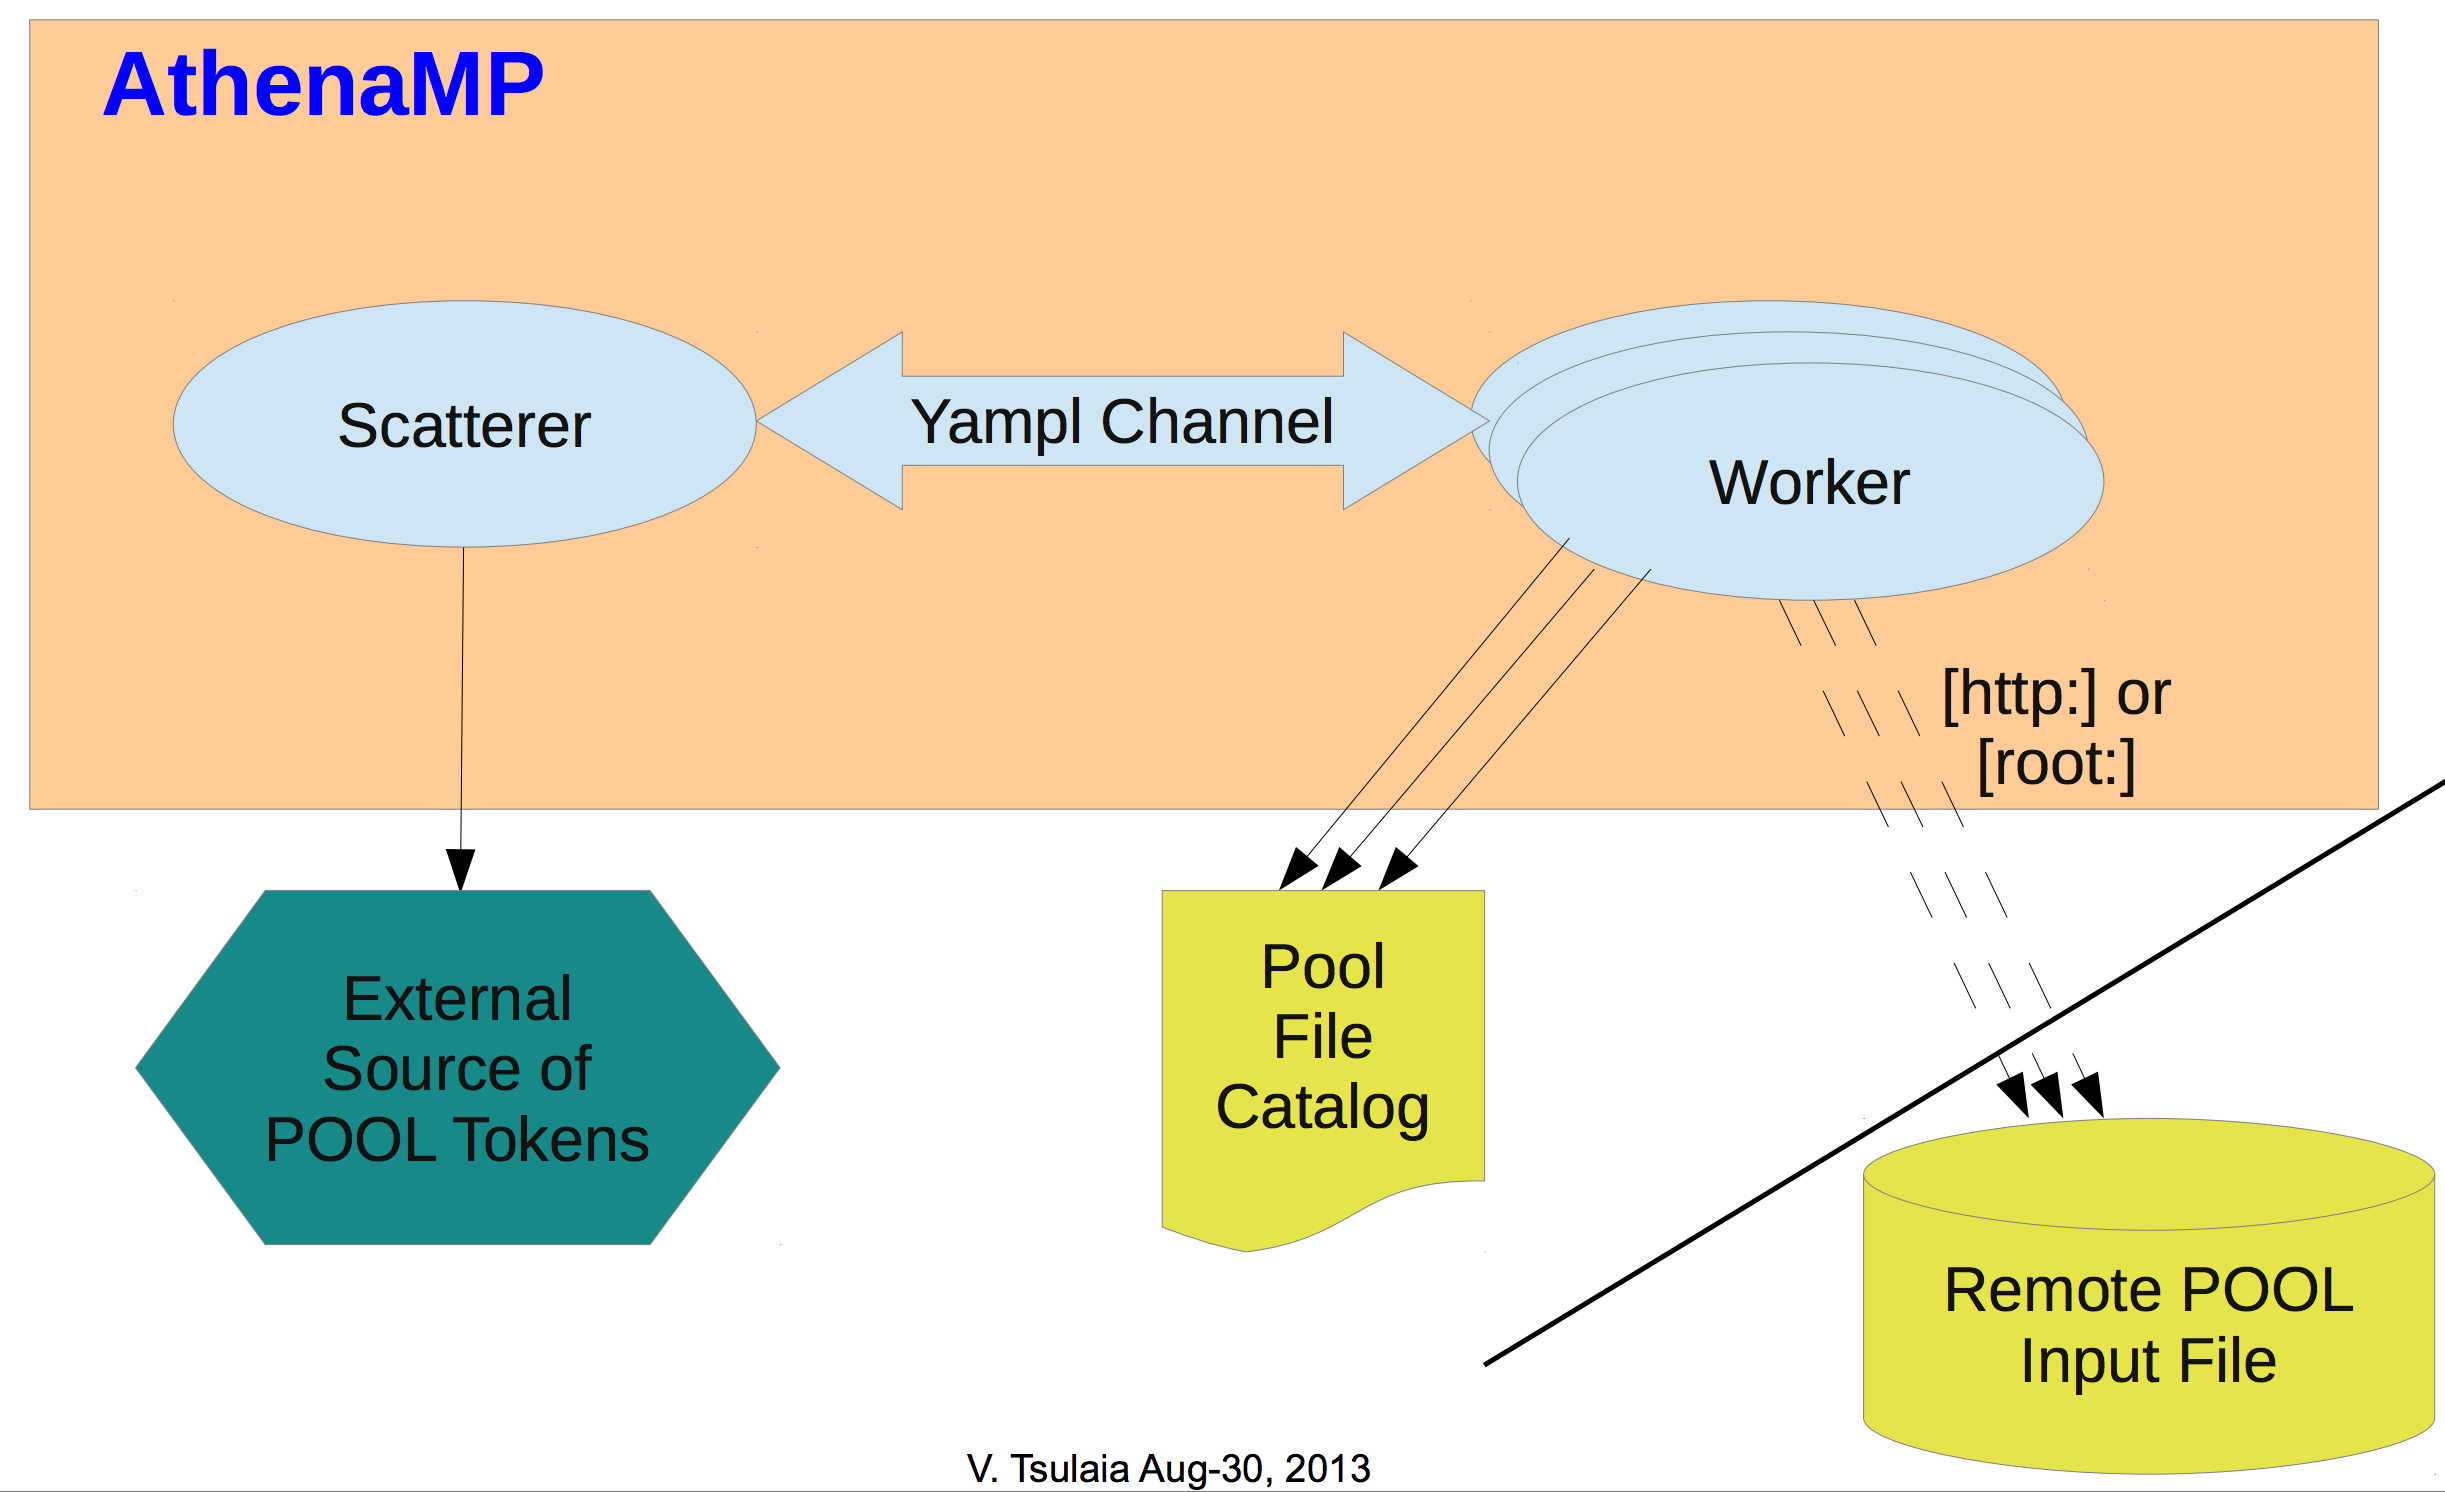 AthenaMP
Scatterer
Yampl Channel
Worker
[http:] or
[root:]
External
Source of
POOL Tokens
Pool
File
Catalog
Remote POOL
Input File
V. Tsulaia Aug-30, 2013